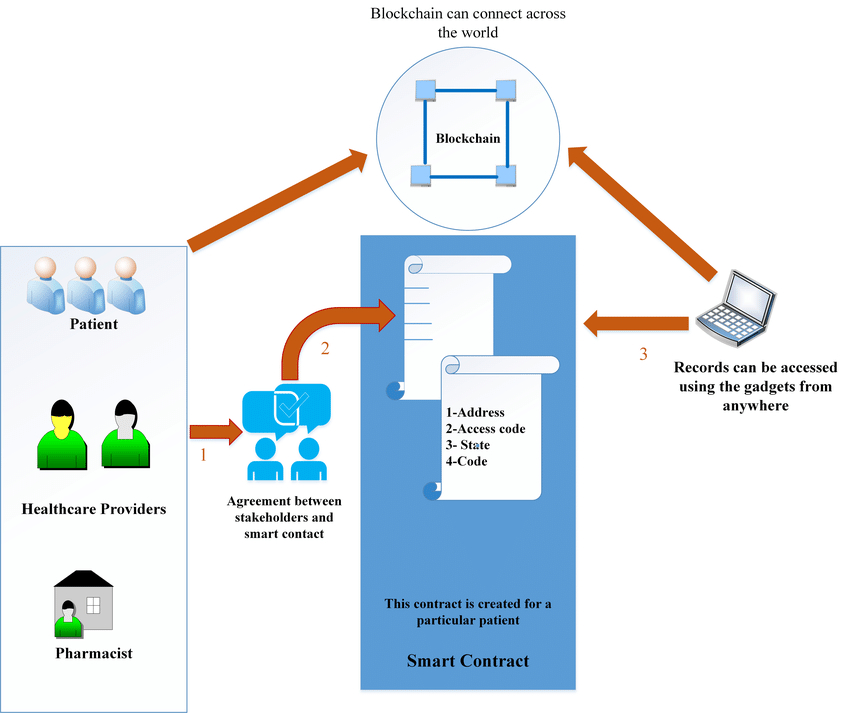 Blockchain can connect across
the world
Blockchain
Patient
Healthcare Providers
Pharmacist
1
Agreement between
stakeholders and
smart contact
2
1-Address
2-Access code
3- State
4-Code
This contract is created for a
particular patient
Smart Contract
3
Records can be accessed
using the gadgets from
anywhere